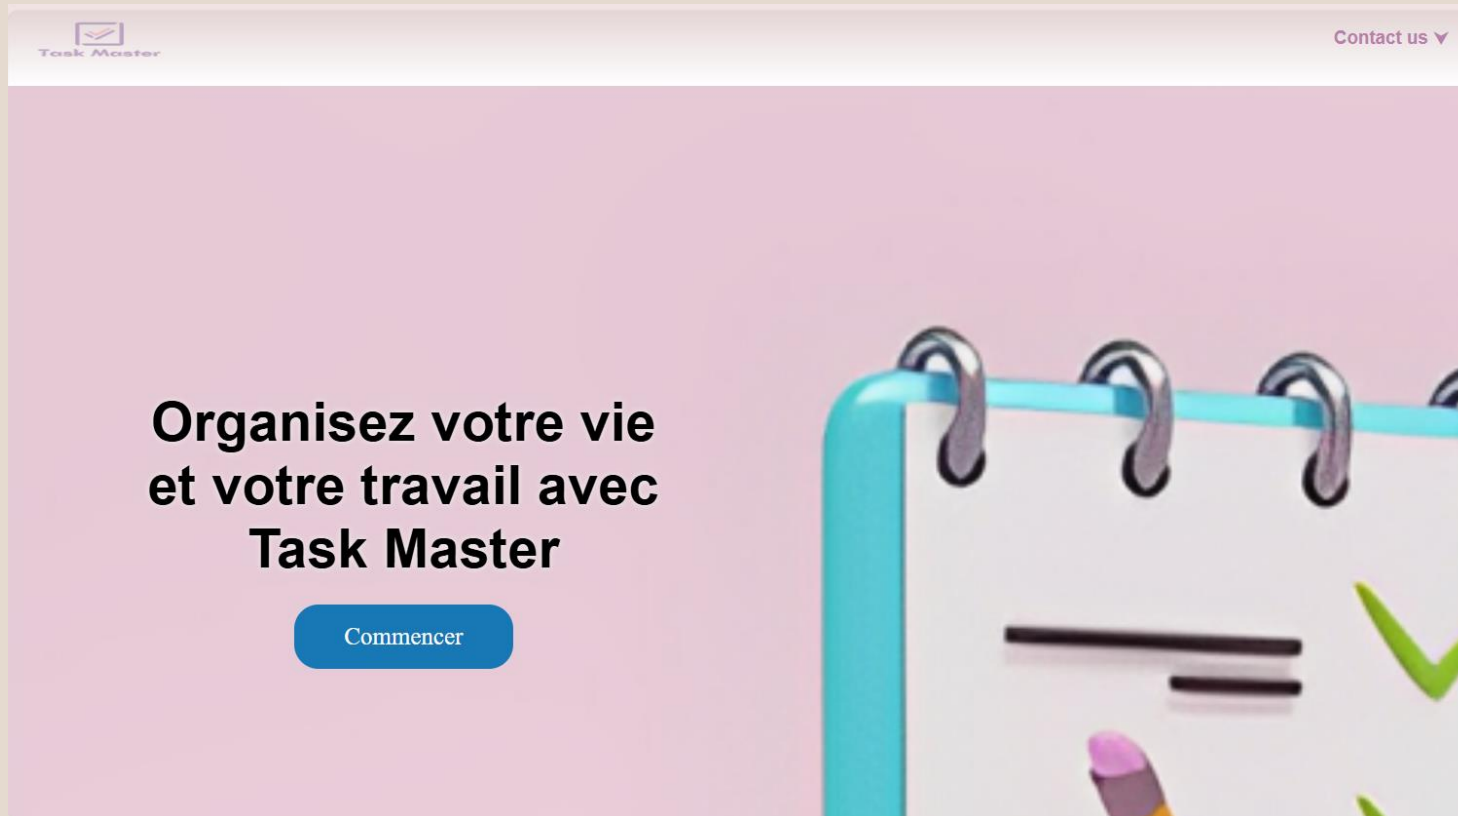 Task Master
Contact us
Organisez votre vie
et votre travail avec
Task Master
Commencer